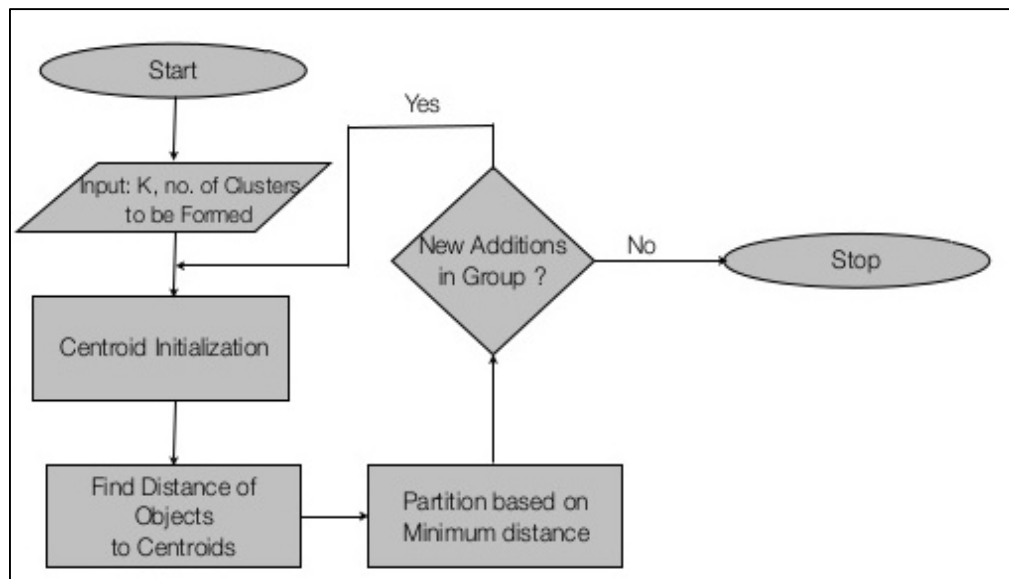 Start
Input: K, no. of Clusters
to be Formed
Centroid Initialization
Find Distance of
Objects
to Centroids
Partition based on
Minimum distance
New Additions
in Group ?
Yes
No
Stop